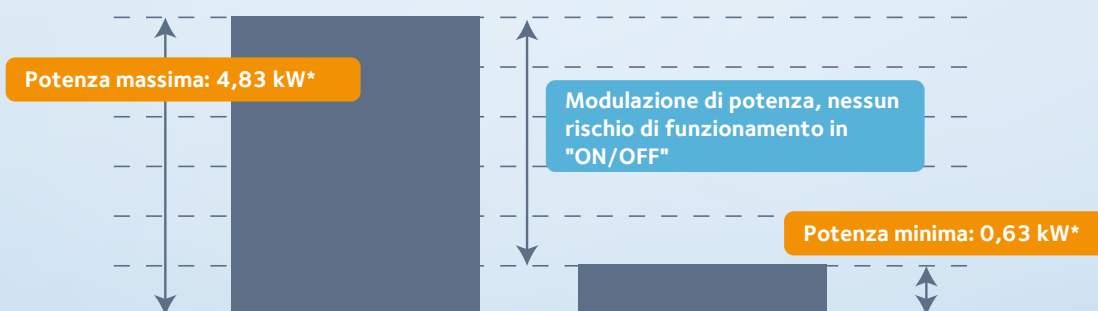 Potenza massima: 4,83 kW*
Modulazione di potenza, nessun
rischio di funzionamento in
"ON/OFF"
Potenza minima: 0,63 kW*